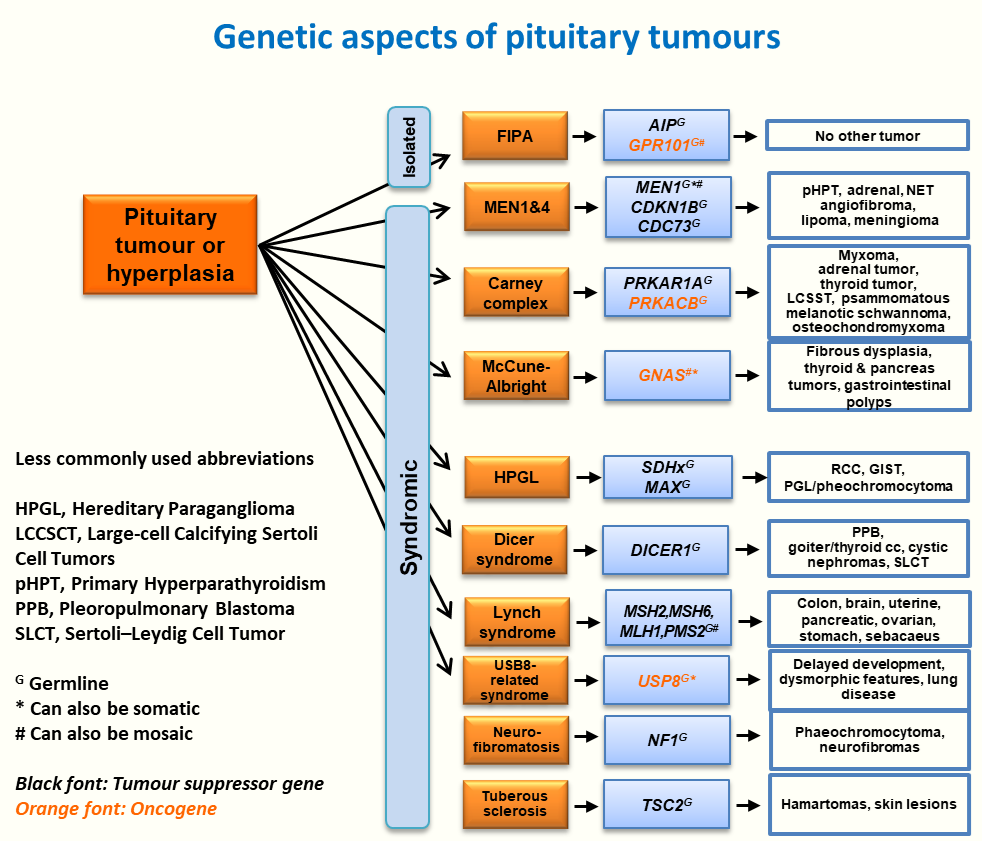 Genetic aspects of pituitary tumours
Pituitary
tumour or
hyperplasia
Isolated
Syndromic
FIPA
AIPᴳ
GPR101ᴳ#
No other tumor
MEN1&4
MEN1ᴳ*#
CDKN1Bᴳ
CDC73ᴳ
pHPT, adrenal, NET
angiofibroma,
lipoma, meningioma
Carney
complex
PRKAR1Aᴳ
PRKACBᴳ
Myxoma,
adrenal tumor,
thyroid tumor,
LCSST, psammomatous
melanotic schwannoma,
osteochondromyxoma
McCune-
Albright
GNAS#*
Fibrous dysplasia,
thyroid & pancreas
tumors, gastrointestinal
polyps
HPGL
SDHxᴳ
MAXᴳ
RCC, GIST,
PGL/pheochromocytoma
Dicer
syndrome
DICER1ᴳ
PPB,
goiter/thyroid cc, cystic
nephromas, SLCT
Lynch
syndrome
MSH2,MSH6,
MLH1,PMS2ᴳ#
Colon, brain, uterine,
pancreatic, ovarian,
stomach, sebacaeus
USB8-
related
syndrome
USP8ᴳ*
Delayed development,
dysmorphic features, lung
disease
Neuro-
fibromatosis
NF1ᴳ
Phaeochromocytoma,
neurofibromas
Tuberous
sclerosis
TSC2ᴳ
Hamartomas, skin lesions
Less commonly used abbreviations
HPGL, Hereditary Paraganglioma
LCCSCT, Large-cell Calcifying Sertoli
Cell Tumors
pHPT, Primary Hyperparathyroidism
PPB, Pleoropulmonary Blastoma
SLCT, Sertoli–Leydig Cell Tumor
ᴳ Germline
* Can also be somatic
# Can also be mosaic
Black font: Tumour suppressor gene
Orange font: Oncogene